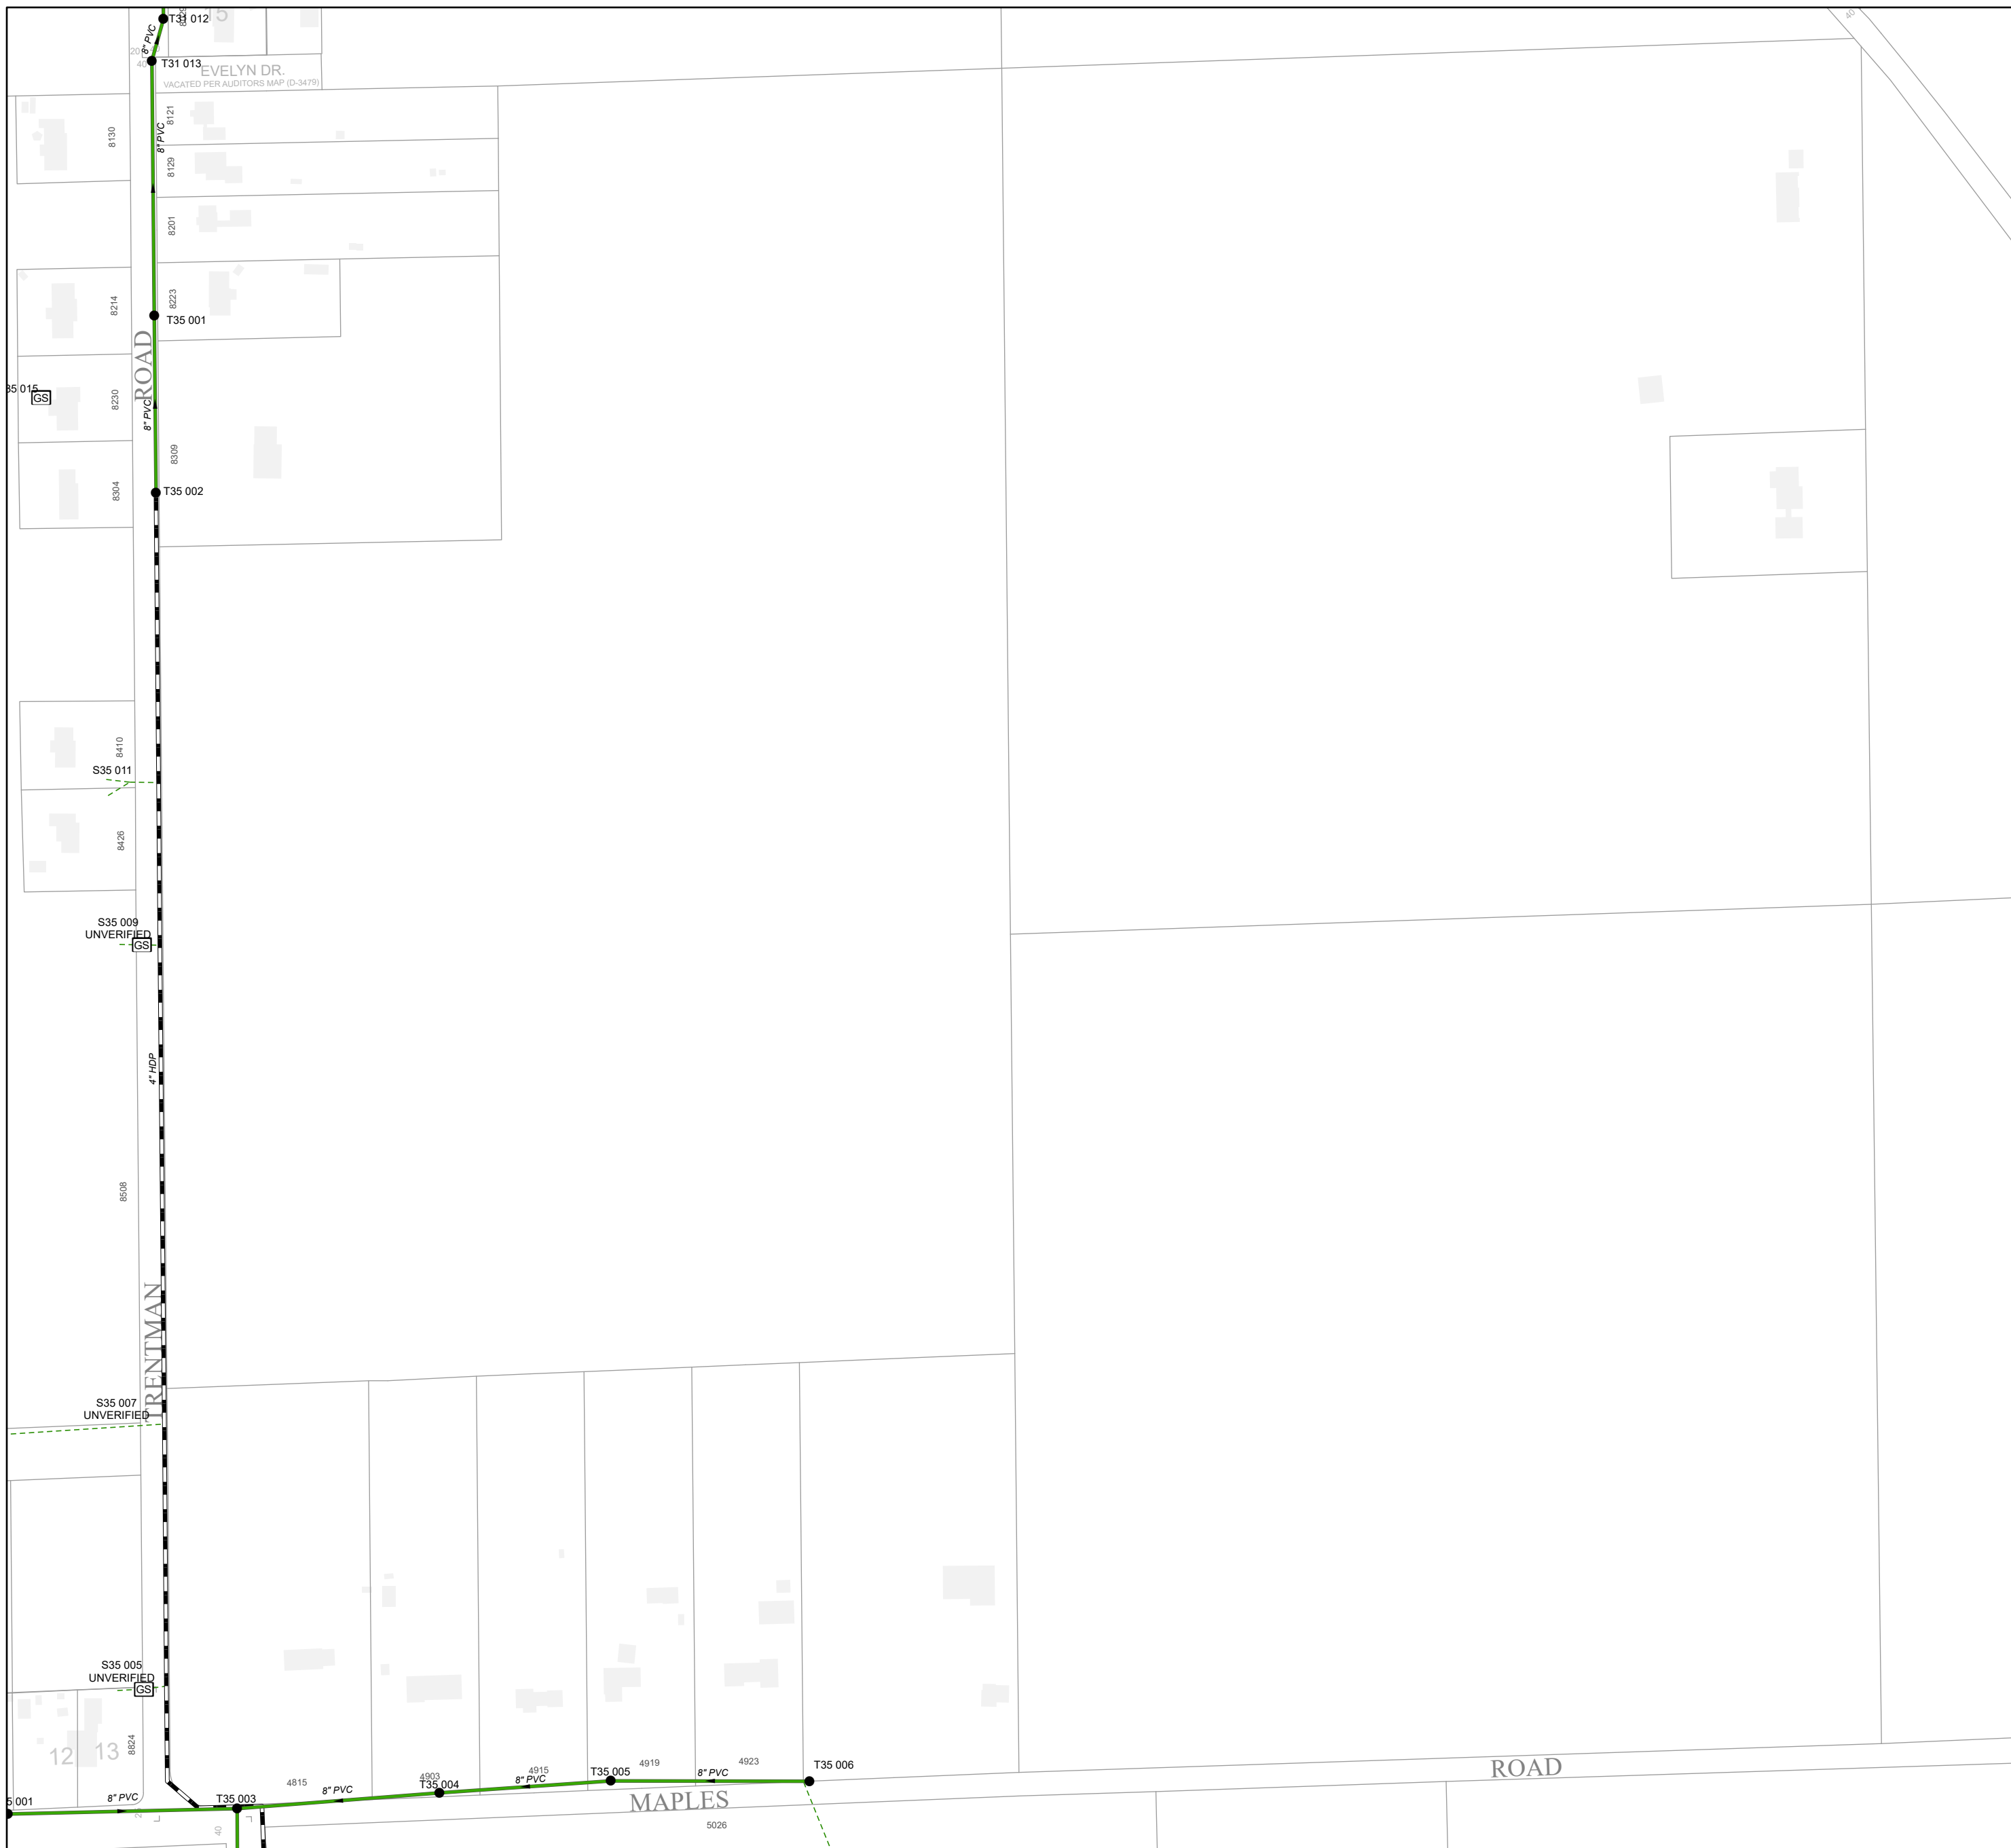 T31 012
15
8" PVC
T31 013
EVELYN DR.
VACATED PER AUDITORS MAP (D-3479)
40
40
8130
8121
8" PVC
8129
8201
8214
8223
T35 001
ROAD
35 015
GS
8230
8" PVC
8309
8304
T35 002
8410
S35 011
8426
S35 009
UNVERIFIED
GS
4" HDP
8508
TRENTMAN
S35 007
UNVERIFIED
S35 005
UNVERIFIED
GS
8824
12
13
5 001
8" PVC
T35 003
4815
8" PVC
4903
T35 004
4915
8" PVC
T35 005
4919
8" PVC
4923
T35 006
MAPLES
ROAD
5026
40